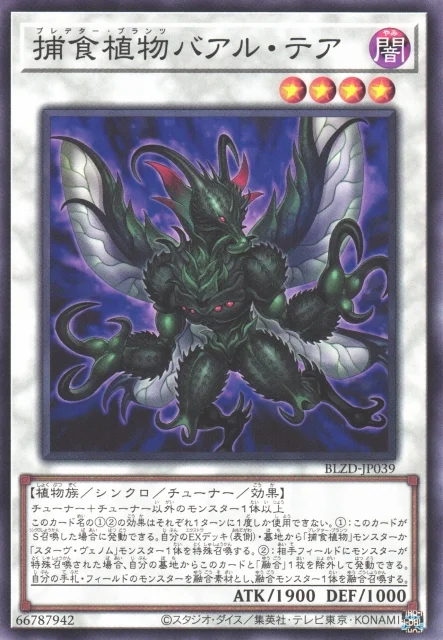 プレデター・プランツ
捕食植物バアル・テア
やみ
闇
BLZD-JP039
【植物族／シンクロ／チューナー／効果】
チューナー＋チューナー以外のモンスター1体以上
このカード名の①②の効果はそれぞれ1ターンに1度しか使用できない。①：このカードが
S召喚した場合に発動できる。自分のEXデッキ(表側)・墓地から「捕食植物」モンスターか
「スターヴ・ヴェノム」モンスター1体を特殊召喚する。②：相手フィールドにモンスターが
特殊召喚された場合、自分の墓地からこのカードと「融合」1枚を除外して発動できる。
自分の手札・フィールドのモンスターを融合素材とし、融合モンスター1体を融合召喚する。
ATK/1900 DEF/1000
66787942
©スタジオ・ダイス／集英社・テレビ東京・KONAMI